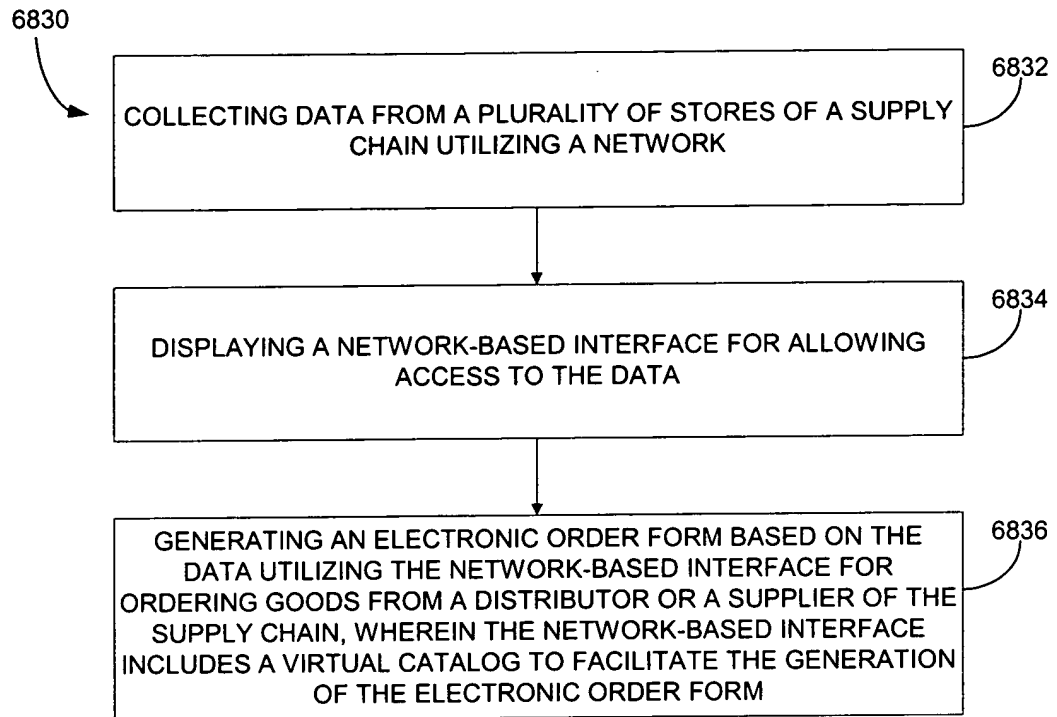 6830
6832
COLLECTING DATA FROM A PLURALITY OF STORES OF A SUPPLY
CHAIN UTILIZING A NETWORK
6834
DISPLAYING A NETWORK-BASED INTERFACE FOR ALLOWING
ACCESS TO THE DATA
6836
GENERATING AN ELECTRONIC ORDER FORM BASED ON THE
DATA UTILIZING THE NETWORK-BASED INTERFACE FOR
ORDERING GOODS FROM A DISTRIBUTOR OR A SUPPLIER OF THE
SUPPLY CHAIN, WHEREIN THE NETWORK-BASED INTERFACE
INCLUDES A VIRTUAL CATALOG TO FACILITATE THE GENERATION
OF THE ELECTRONIC ORDER FORM